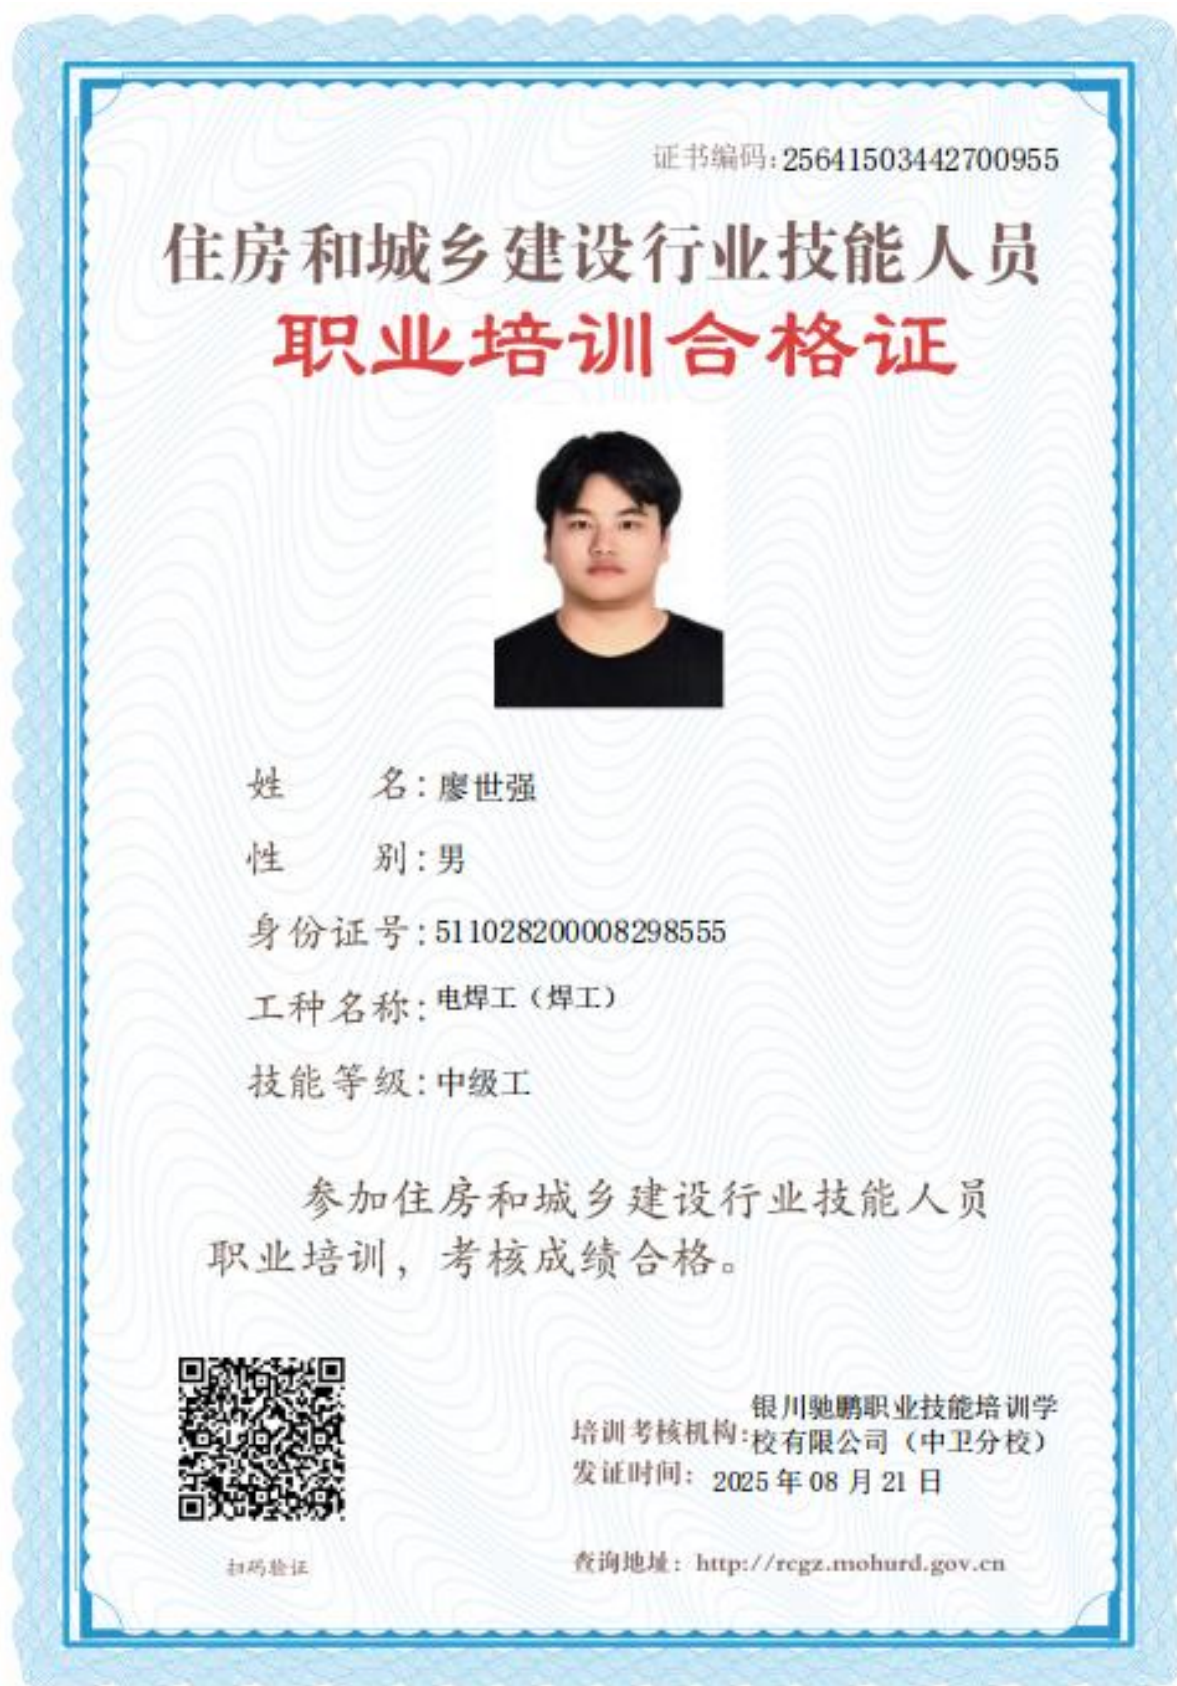 证书编码:25641503442700955
住房和城乡建设行业技能人员
职业培训合格证
姓 名:廖世强
性 别:男
身份证号:511028200008298555
工种名称:电焊工（焊工）
技能等级:中级工
参加住房和城乡建设行业技能人员
职业培训，考核成绩合格。
培训考核机构:银川驰鹏职业技能培训学
校有限公司（中卫分校）
发证时间: 2025 年 08 月 21 日
扫码验证
查询地址: http://rcgz.mohurd.gov.cn